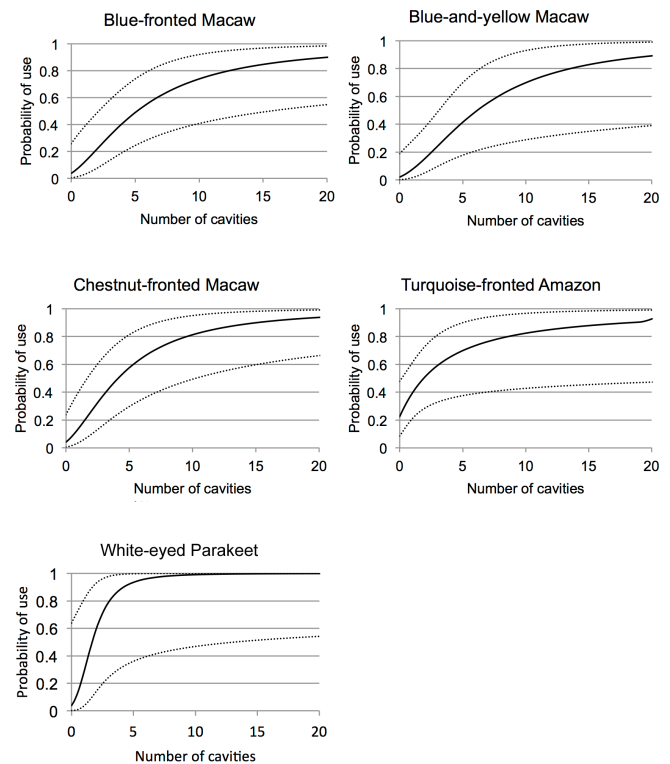 Blue-fronted Macaw
Probability of use
1
0.8
0.6
0.4
0.2
0
0 5 10 15 20
Number of cavities
Blue-and-yellow Macaw
Probability of use
1
0.8
0.6
0.4
0.2
0
0 5 10 15 20
Number of cavities
Chestnut-fronted Macaw
Probability of use
1
0.8
0.6
0.4
0.2
0
0 5 10 15 20
Number of cavities
Turquoise-fronted Amazon
Probability of use
1
0.8
0.6
0.4
0.2
0
0 5 10 15 20
Number of cavities
White-eyed Parakeet
Probability of use
1
0.8
0.6
0.4
0.2
0
0 5 10 15 20
Number of cavities